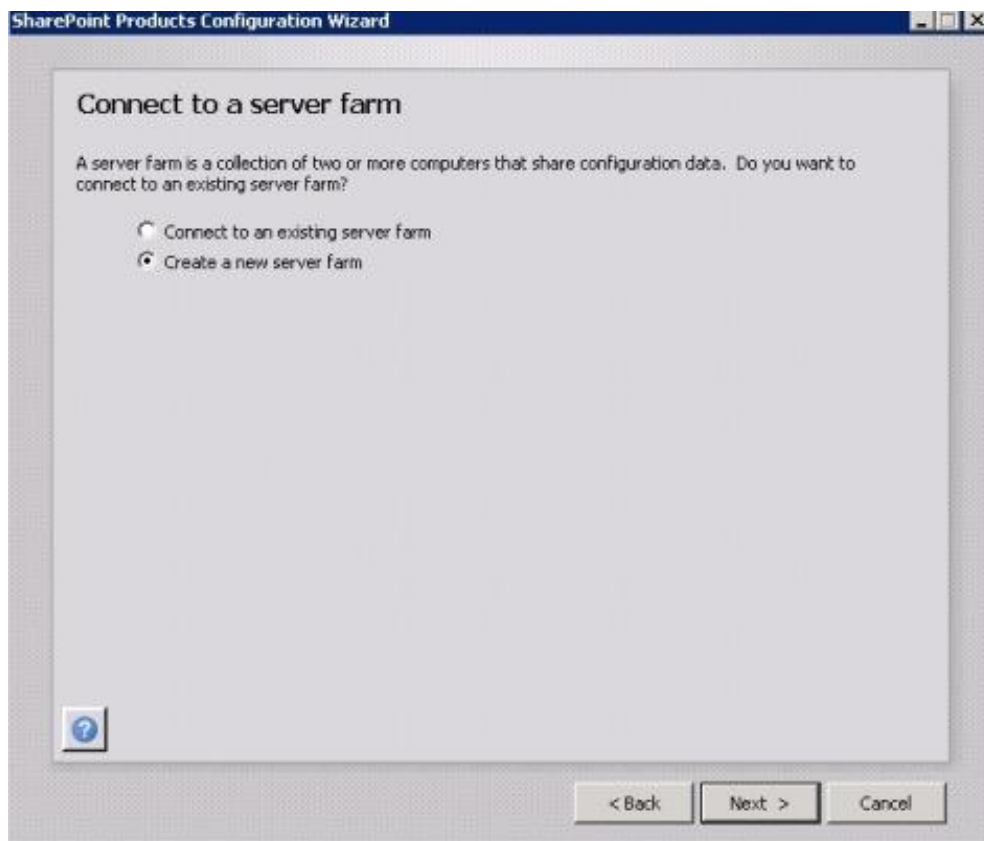 SharePoint Products Configuration Wizard
Connect to a server farm
A server farm is a collection of two or more computers that share configuration data.  Do you want to
connect to an existing server farm?
Connect to an existing server farm
Create a new server farm
< Back
Next >
Cancel